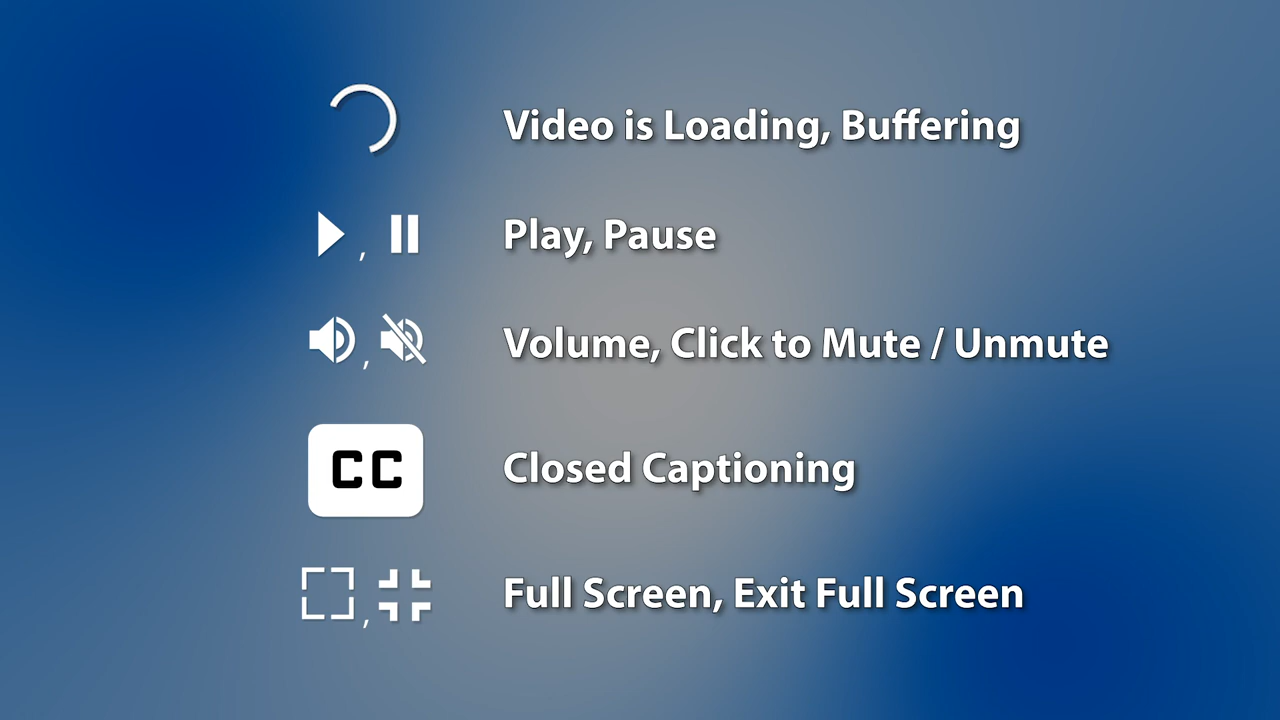 Video is Loading, Buffering
, Play, Pause
, Volume, Click to Mute / Unmute
CC Closed Captioning
, Full Screen, Exit Full Screen